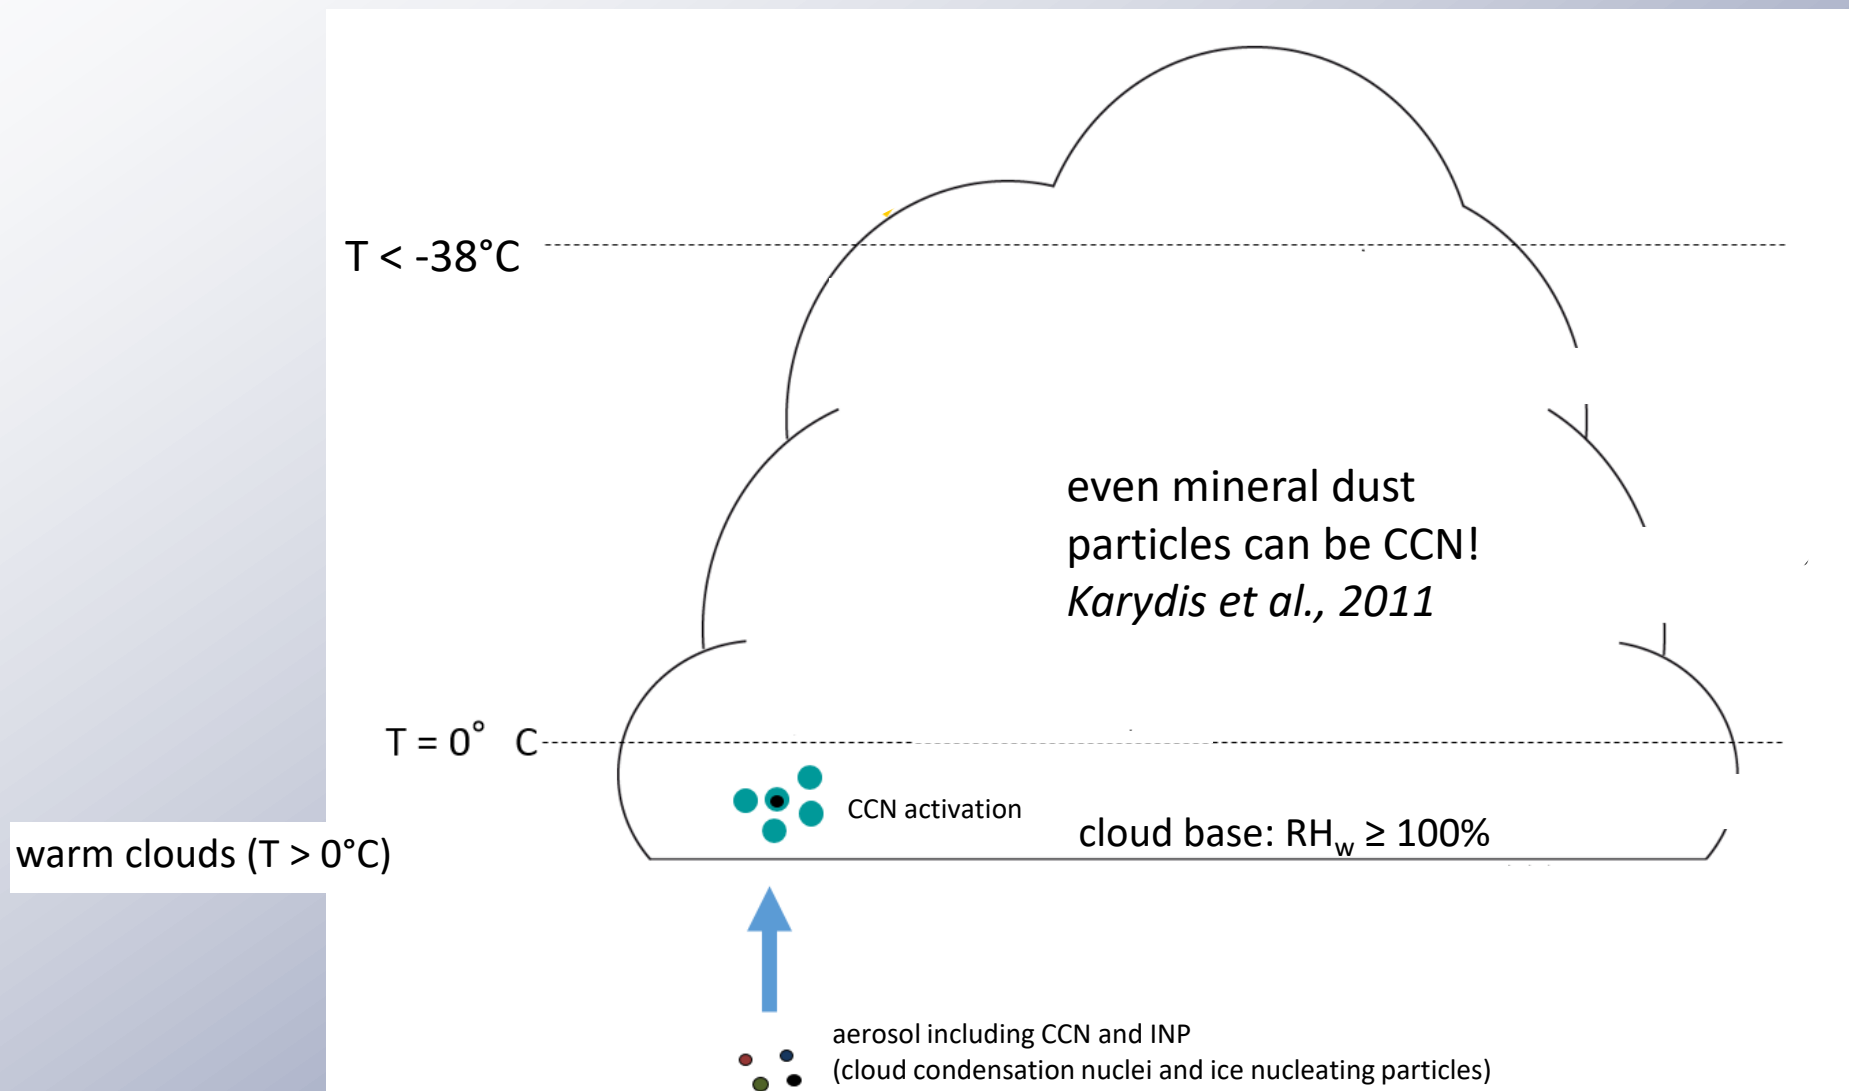 T < -38°C
even mineral dust
particles can be CCN!
Karydis et al., 2011
T = 0° C
CCN activation
cloud base: RHw ≥ 100%
warm clouds (T > 0°C)
aerosol including CCN and INP
(cloud condensation nuclei and ice nucleating particles)